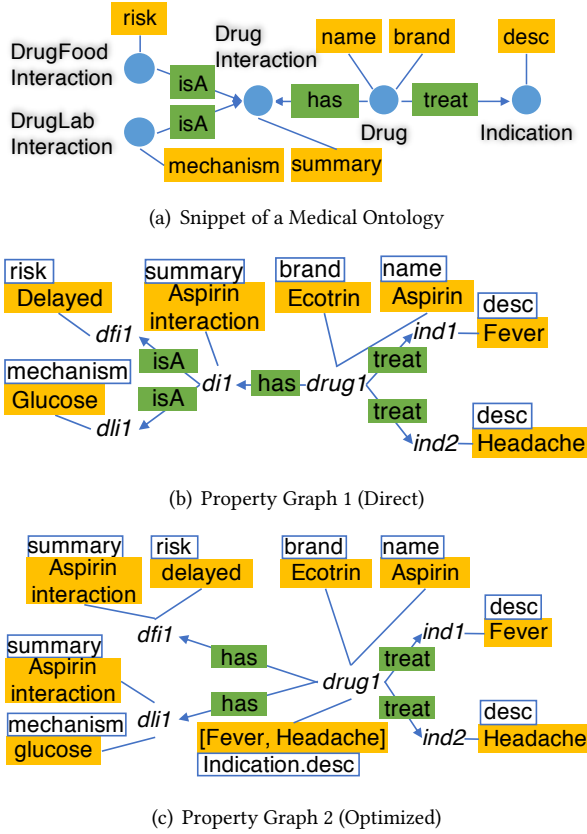 risk
Drug
Interaction
name
brand
desc
DrugFood
Interaction
isA
has
treat
isA
DrugLab
Interaction
Drug
Indication
mechanism
summary
(a) Snippet of a Medical Ontology
risk
Delayed
summary
Aspirin
interaction
brand
Ecotrin
name
Aspirin
desc
Fever
dfi1
ind1
isA
treat
mechanism
Glucose
di1
has
drug1
isA
treat
desc
Headache
dli1
ind2
(b) Property Graph 1 (Direct)
summary
Aspirin
interaction
risk
delayed
brand
Ecotrin
name
Aspirin
desc
Fever
dfi1
ind1
has
treat
summary
Aspirin
interaction
drug1
has
treat
dli1
mechanism
glucose
[Fever, Headache]
Indication.desc
ind2
desc
Headache
(c) Property Graph 2 (Optimized)